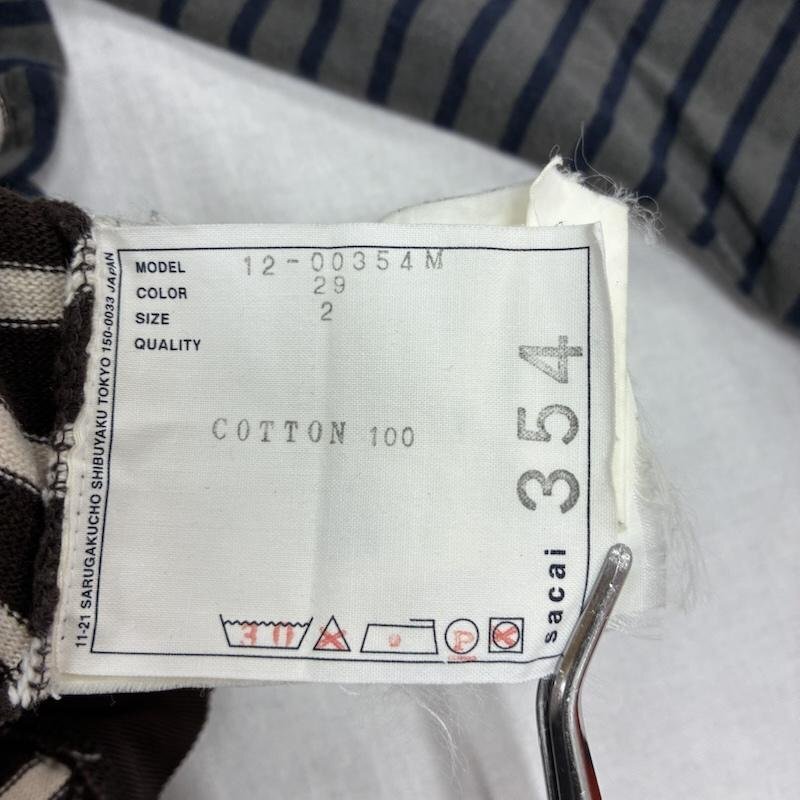 MODEL 12-00354M
COLOR 29
SIZE 2
QUALITY
COTTON 100
sacai 354
11-21 SARUGAKUCHO SHIBUYAKU TOKYO 150-0033 JAPAN
P